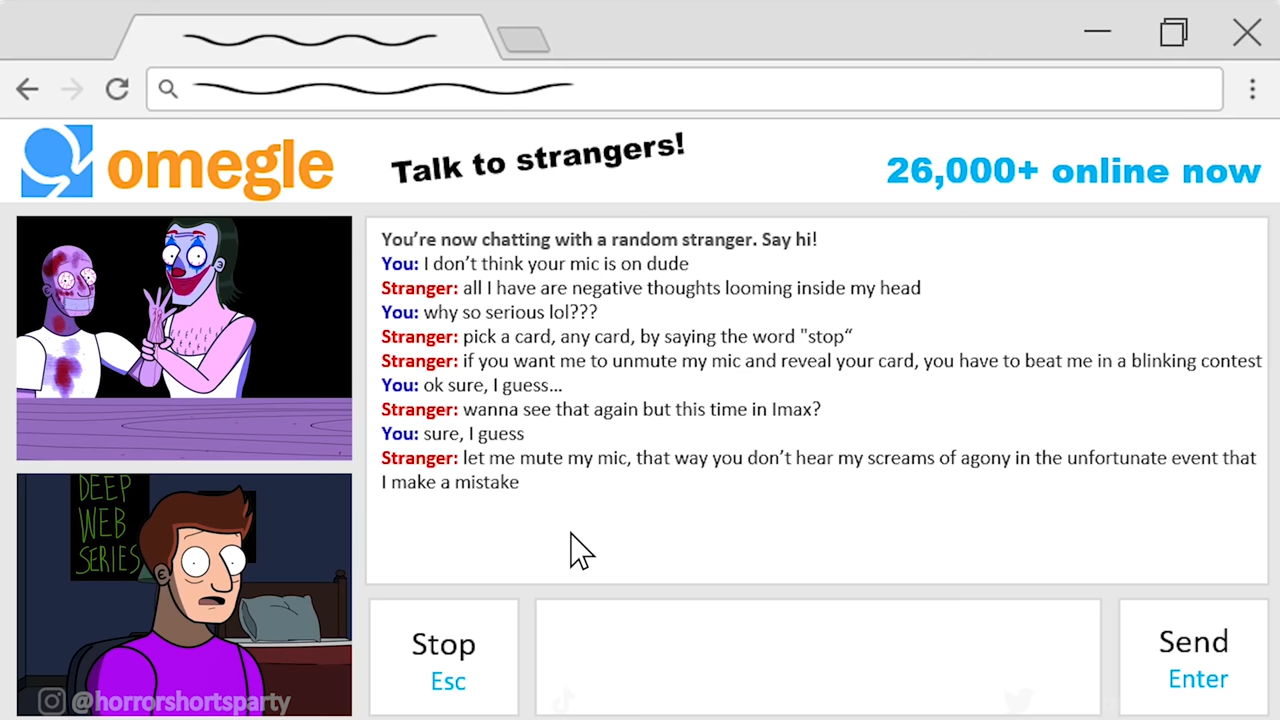 omegle
Talk to strangers!
26,000+ online now
You're now chatting with a random stranger. Say hi!
You: I don't think your mic is on dude
Stranger: all I have are negative thoughts looming inside my head
You: why so serious lol???
Stranger: pick a card, any card, by saying the word "stop“
Stranger: if you want me to unmute my mic and reveal your card, you have to beat me in a blinking contest
You: ok sure, I guess...
Stranger: wanna see that again but this time in Imax?
You: sure, I guess
Stranger: let me mute my mic, that way you don't hear my screams of agony in the unfortunate event that
I make a mistake
DEEP
WEB
SERIES
@horrorshortsparty
Stop
Esc
Send
Enter